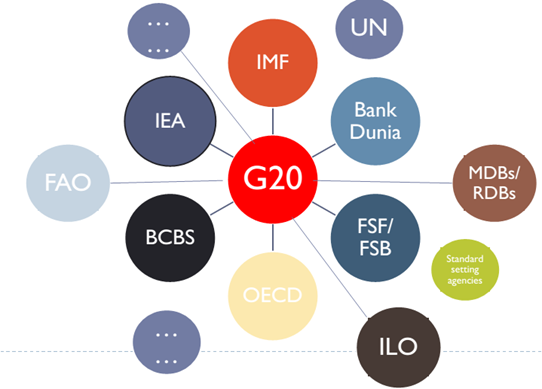 ...
...
UN
IMF
IEA
Bank
Dunia
FAO
G20
MDBs/
RDBs
BCBS
FSF/
FSB
Standard
setting
agencies
OECD
...
...
ILO